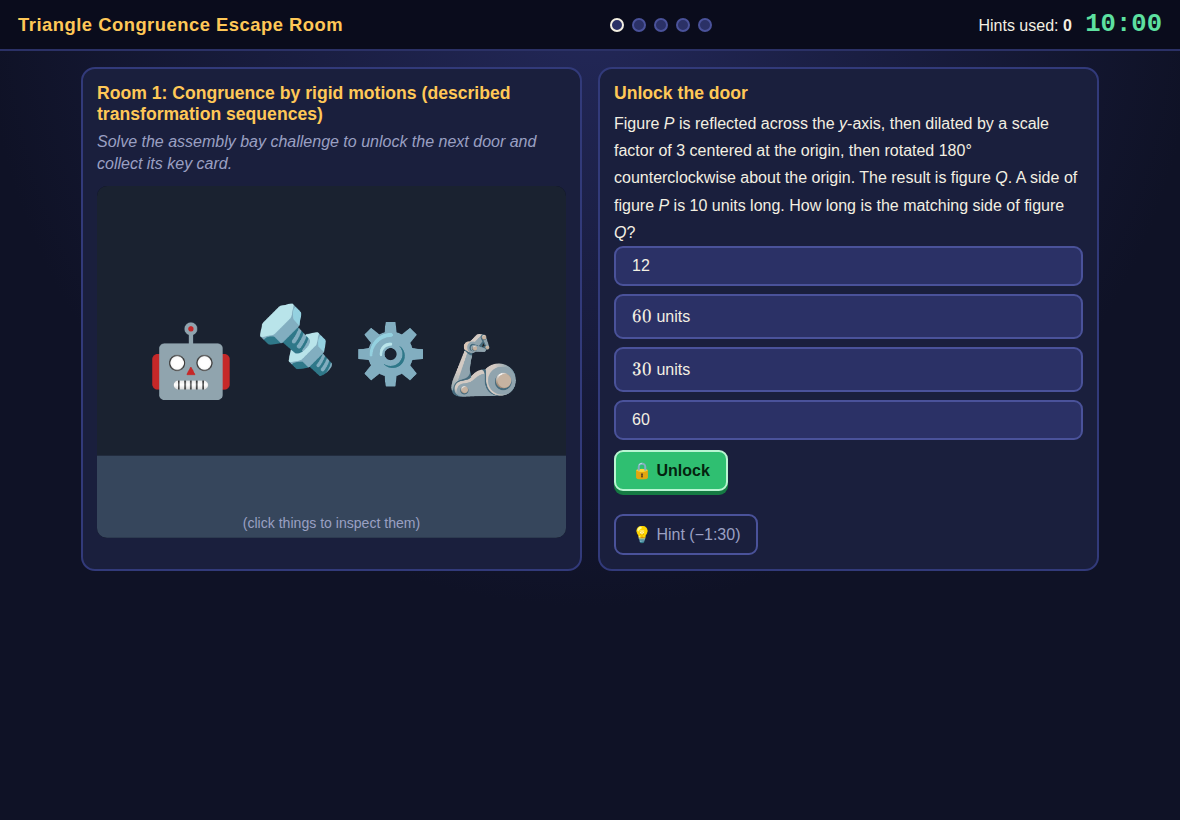 Triangle Congruence Escape Room
Hints used: 0 10:00
Room 1: Congruence by rigid motions (described
transformation sequences)
Solve the assembly bay challenge to unlock the next door and
collect its key card.
(click things to inspect them)
Unlock the door
Figure P is reflected across the y-axis, then dilated by a scale
factor of 3 centered at the origin, then rotated 180°
counterclockwise about the origin. The result is figure Q. A side of
figure P is 10 units long. How long is the matching side of figure
Q?
12
60 units
30 units
60
🔒 Unlock
💡 Hint (−1:30)